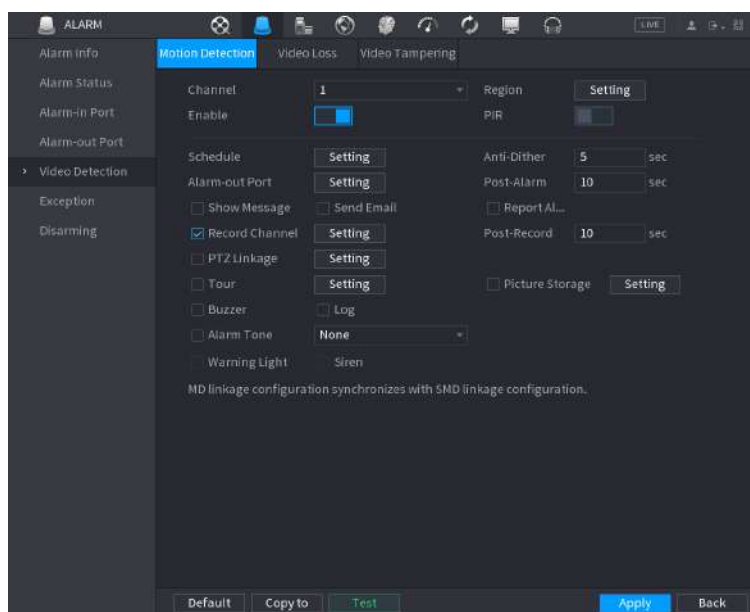 ALARM LIVE
Alarm Info Motion Detection Video Loss Video Tampering
Alarm Status Channel 1 Region Setting
Alarm-in Port Enable PIR
Alarm-out Port
Video Detection Schedule Setting Anti-Dither 5 sec
Alarm-out Port Setting Post-Alarm 10 sec
Exception Show Message Send Email Report Al...
Disarming Record Channel Setting Post-Record 10 sec
PTZ Linkage Setting
Tour Setting Picture Storage Setting
Buzzer Log
Alarm Tone None
Warning Light Siren
MD linkage configuration synchronizes with SMD linkage configuration.
Default Copy to Test Apply Back